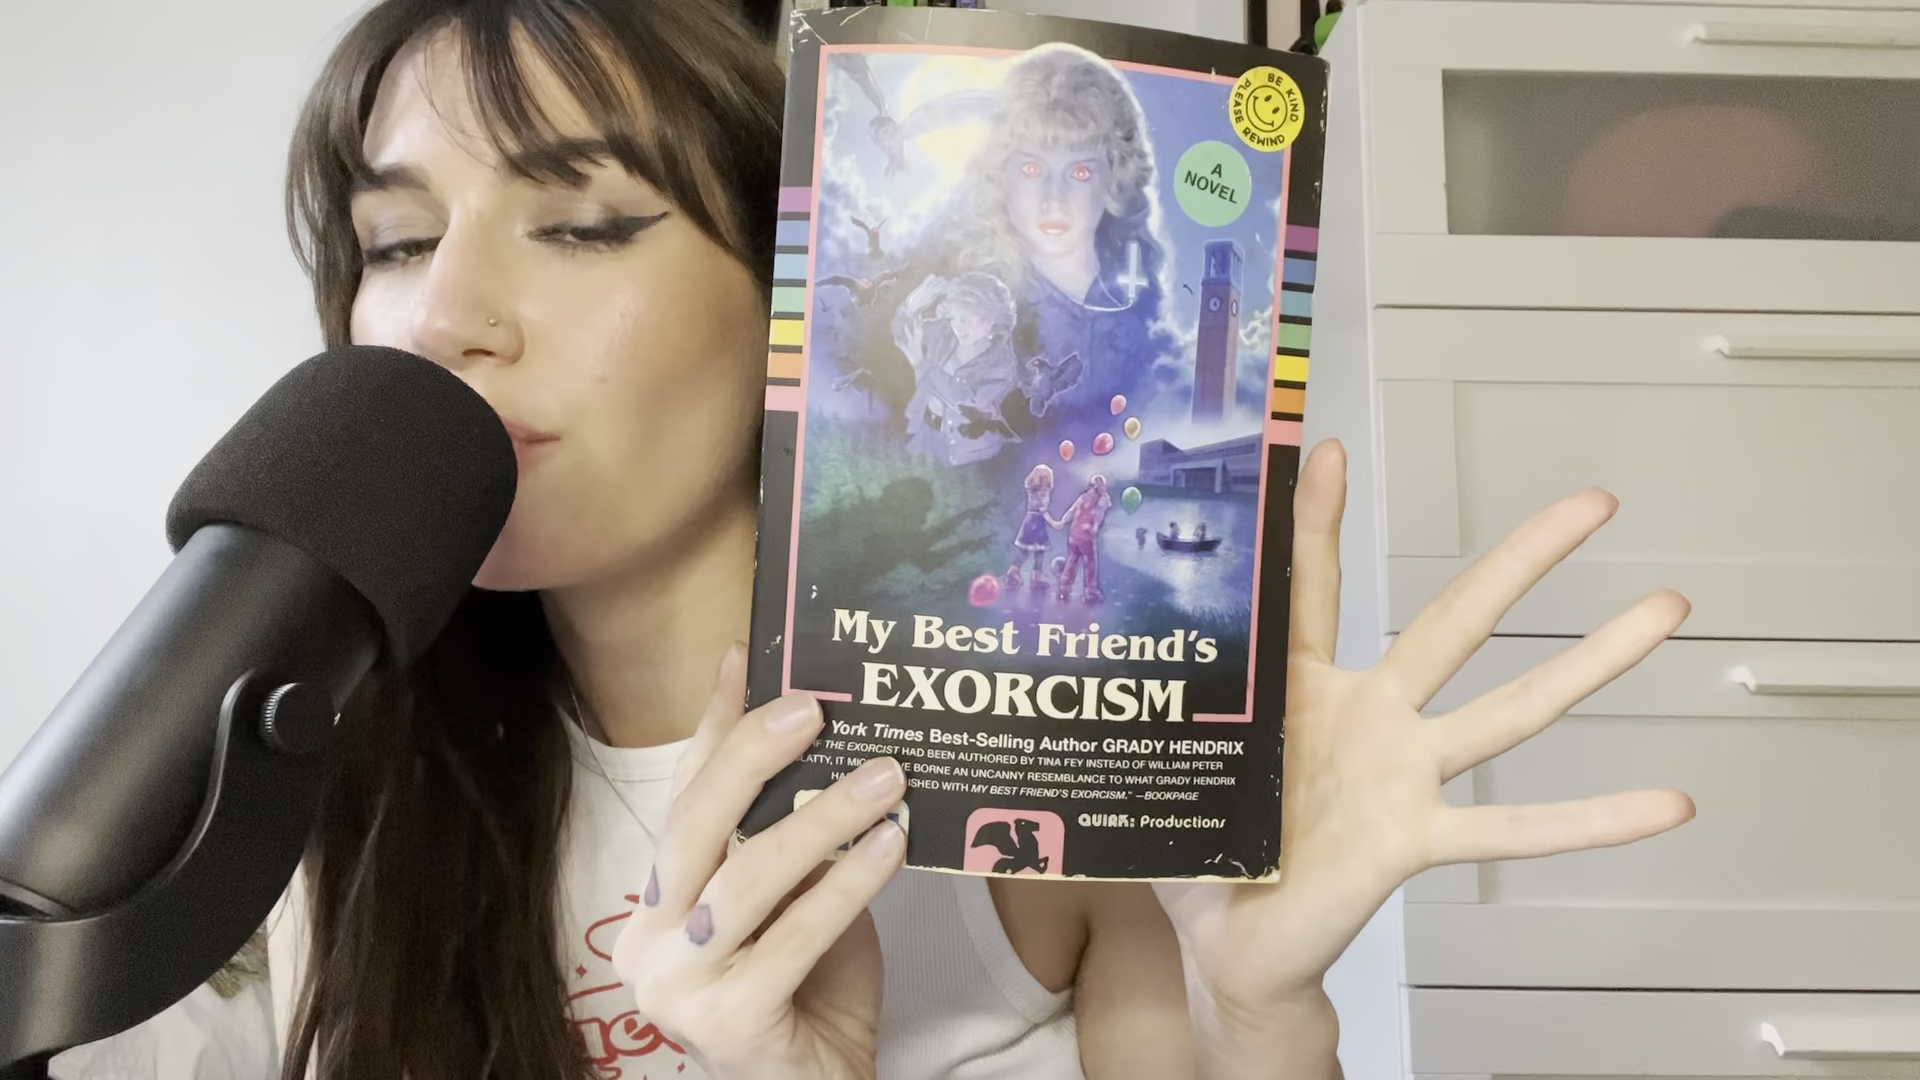 BE KIND
PLEASE REWIND
A
NOVEL
My Best Friend's
EXORCISM
York Times Best-Selling Author GRADY HENDRIX
IF THE EXORCIST HAD BEEN AUTHORED BY TINA FEY INSTEAD OF WILLIAM PETER
IT BORNE AN UNCANNY RESEMBLANCE TO WHAT GRADY HENDRIX
WITH MY BEST FRIEND'S EXORCISM." —BOOKPAGE
QUIRK: Productions